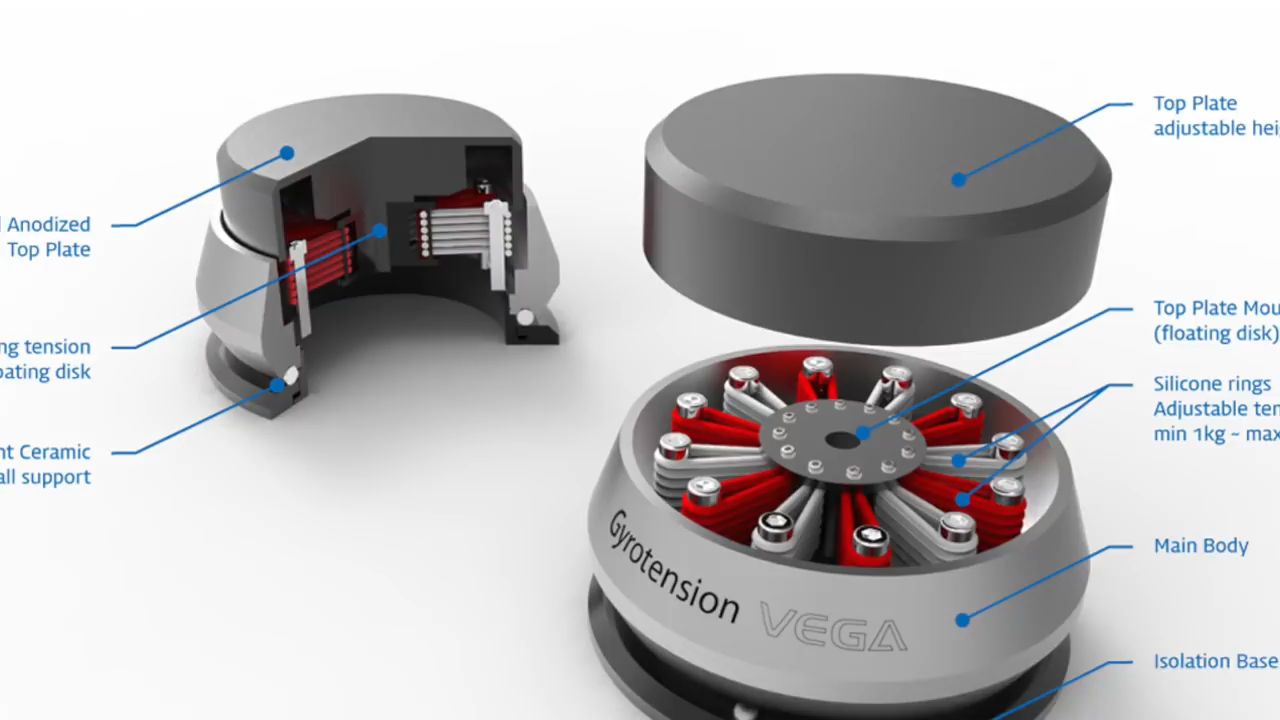 Anodized
Top Plate
ng tension
oating disk
nt Ceramic
all support
Top Plate
adjustable hei
Top Plate Mou
(floating disk)
Silicone rings
Adjustable ten
min 1kg ~ max
Main Body
Isolation Base
Gyrotension VEGA